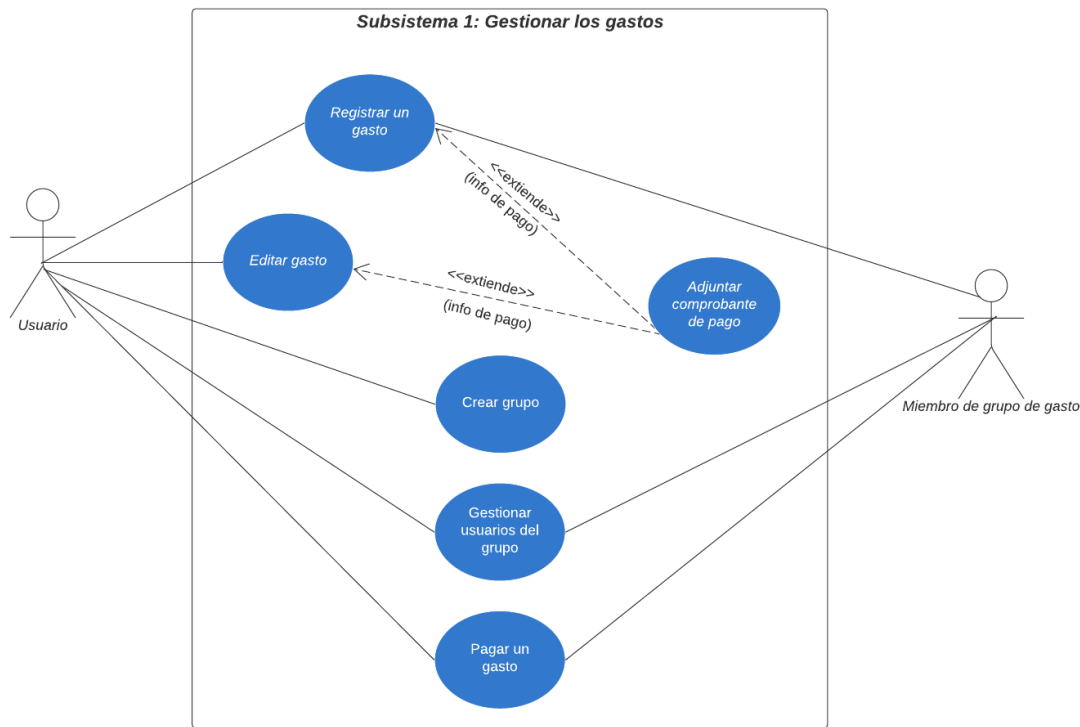 Subsistema 1: Gestionar los gastos
Registrar un
gasto
<<extiende>>
(info de pago)
Editar gasto
<<extiende>>
(info de pago)
Adjuntar
comprobante
de pago
Usuario
Crear grupo
Miembro de grupo de gasto
Gestionar
usuarios del
grupo
Pagar un
gasto